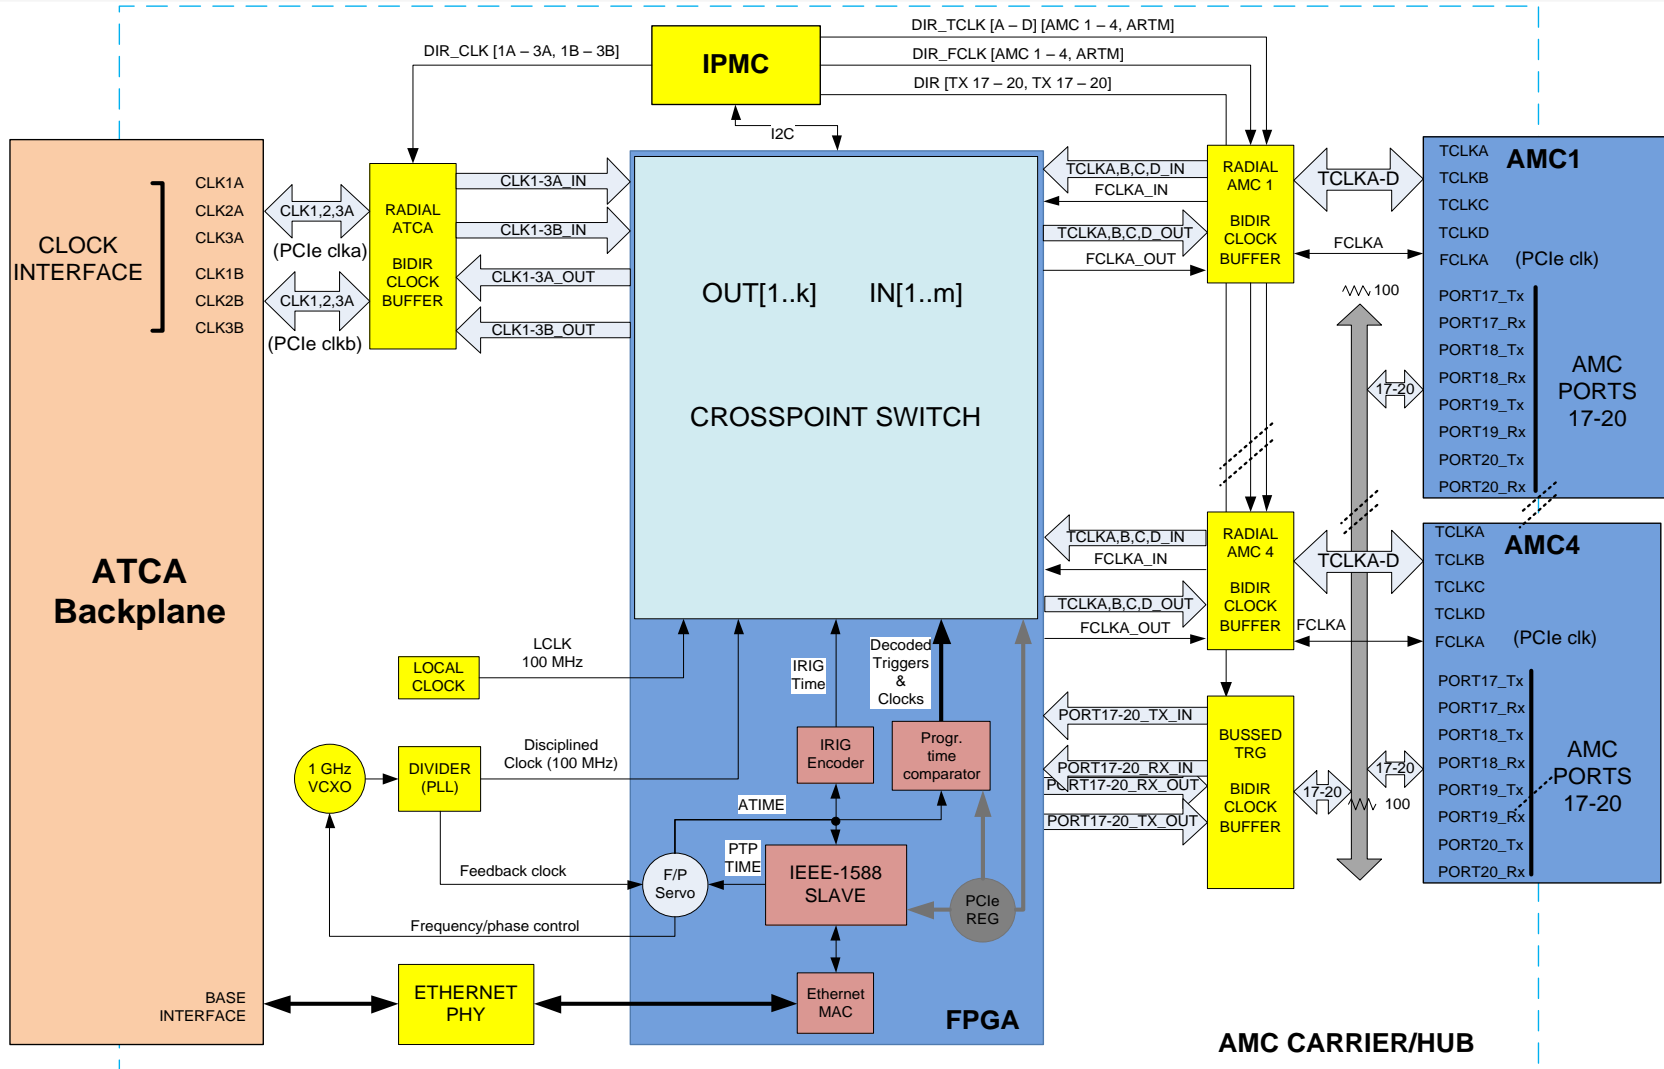 DIR_TCLK [A – D] [AMC 1 – 4, ARTM]
DIR_CLK [1A – 3A, 1B – 3B]
IPMC
DIR_FCLK [AMC 1 – 4, ARTM]
DIR [TX 17 – 20, TX 17 – 20]
I2C
CLOCK
INTERFACE
CLK1A
CLK2A
CLK3A
CLK1B
CLK2B
CLK3B
CLK1,2,3A
(PCIe clka)
CLK1,2,3A
(PCIe clkb)
RADIAL
ATCA
BIDIR
CLOCK
BUFFER
CLK1-3A_IN
CLK1-3B_IN
CLK1-3A_OUT
CLK1-3B_OUT
OUT[1..k]
IN[1..m]
CROSSPOINT SWITCH
TCLKA,B,C,D_IN
FCLKA_IN
TCLKA,B,C,D_OUT
FCLKA_OUT
RADIAL
AMC 1
BIDIR
CLOCK
BUFFER
TCLKA-D
FCLKA
AMC1
TCLKA
TCLKB
TCLKC
TCLKD
FCLKA
(PCIe clk)
100
PORT17_Tx
PORT17_Rx
PORT18_Tx
PORT18_Rx
PORT19_Tx
PORT19_Rx
PORT20_Tx
PORT20_Rx
AMC
PORTS
17-20
17-20
ATCA
Backplane
TCLKA,B,C,D_IN
FCLKA_IN
TCLKA,B,C,D_OUT
FCLKA_OUT
RADIAL
AMC 4
BIDIR
CLOCK
BUFFER
TCLKA-D
FCLKA
AMC4
TCLKA
TCLKB
TCLKC
TCLKD
FCLKA
(PCIe clk)
PORT17_Tx
PORT17_Rx
PORT18_Tx
PORT18_Rx
PORT19_Tx
PORT19_Rx
PORT20_Tx
PORT20_Rx
AMC
PORTS
17-20
17-20
17-20
100
LOCAL
CLOCK
LCLK
100 MHz
IRIG
Time
Decoded
Triggers
&
Clocks
1 GHz
VCXO
DIVIDER
(PLL)
Disciplined
Clock (100 MHz)
IRIG
Encoder
Progr.
time
comparator
PORT17-20_TX_IN
PORT17-20_RX_IN
PORT17-20_RX_OUT
PORT17-20_TX_OUT
BUSSED
TRG
BIDIR
CLOCK
BUFFER
ATIME
PTP
TIME
Feedback clock
F/P
Servo
IEEE-1588
SLAVE
PCIe
REG
Frequency/phase control
BASE
INTERFACE
ETHERNET
PHY
Ethernet
MAC
FPGA
AMC CARRIER/HUB